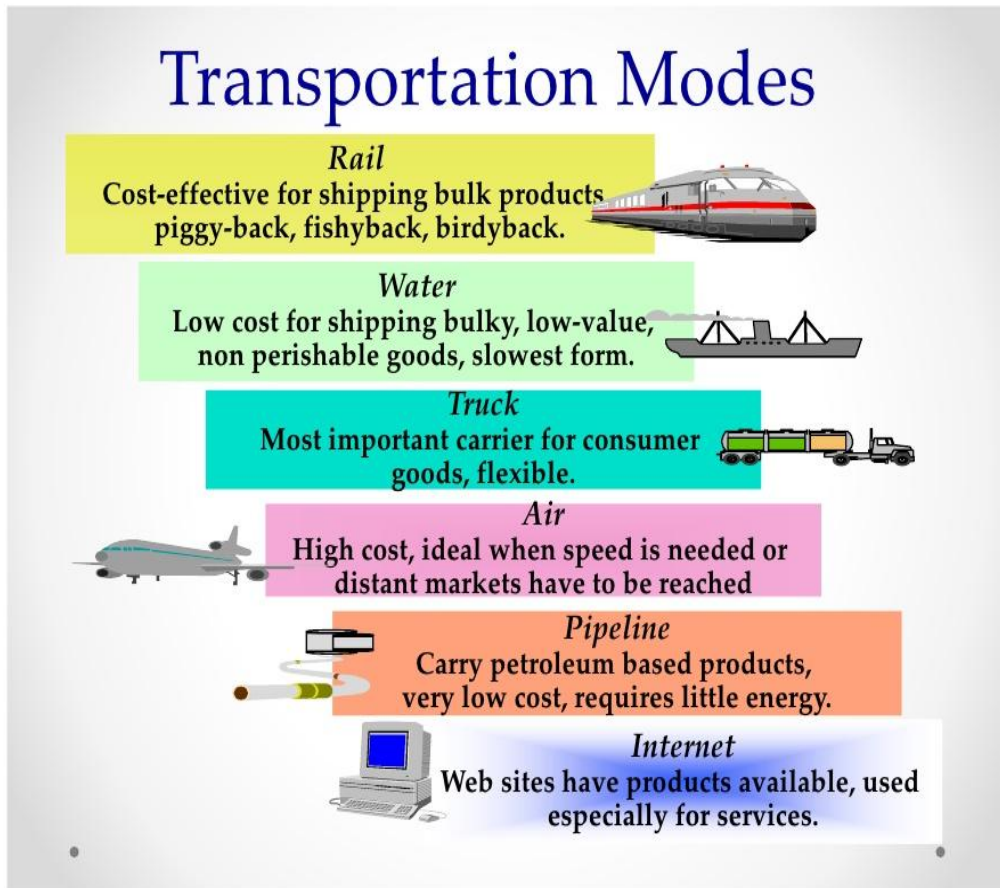 Transportation Modes
Rail
Cost-effective for shipping bulk products,
piggy-back, fishyback, birdyback.
Water
Low cost for shipping bulky, low-value,
non perishable goods, slowest form.
Truck
Most important carrier for consumer
goods, flexible.
Air
High cost, ideal when speed is needed or
distant markets have to be reached
Pipeline
Carry petroleum based products,
very low cost, requires little energy.
Internet
Web sites have products available, used
especially for services.